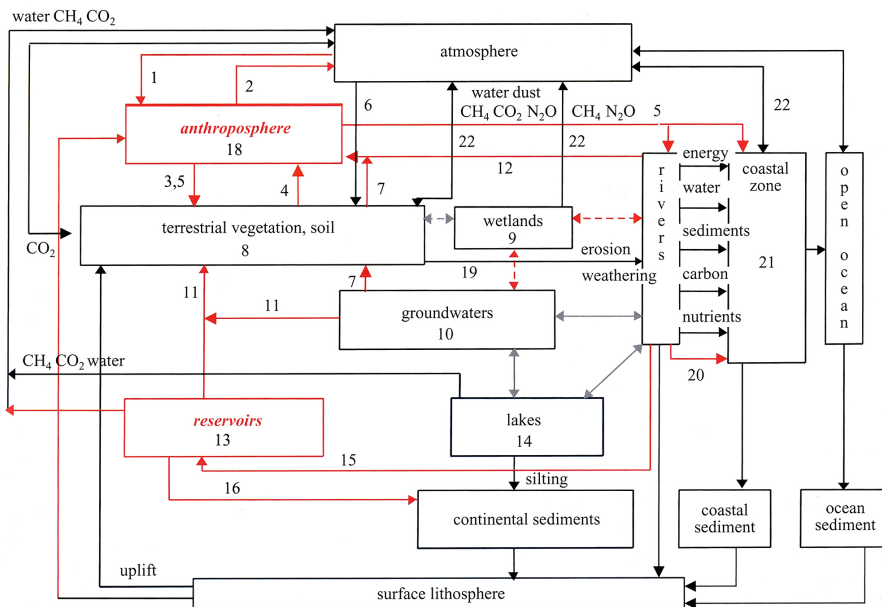 water CH₄ CO₂
atmosphere
1
2
6
water dust
CH₄ CO₂ N₂O
CH₄ N₂O
5
22
anthroposphere
18
22
22
12
3,5
4
7
energy
coastal
zone
rivers
water
open ocean
terrestrial vegetation, soil
8
wetlands
9
sediments
erosion
CO₂
19
weathering
21
7
carbon
11
11
groundwaters
10
nutrients
CH₄ CO₂ water
20
reservoirs
13
lakes
14
15
16
silting
continental sediments
coastal
sediment
ocean
sediment
uplift
surface lithosphere